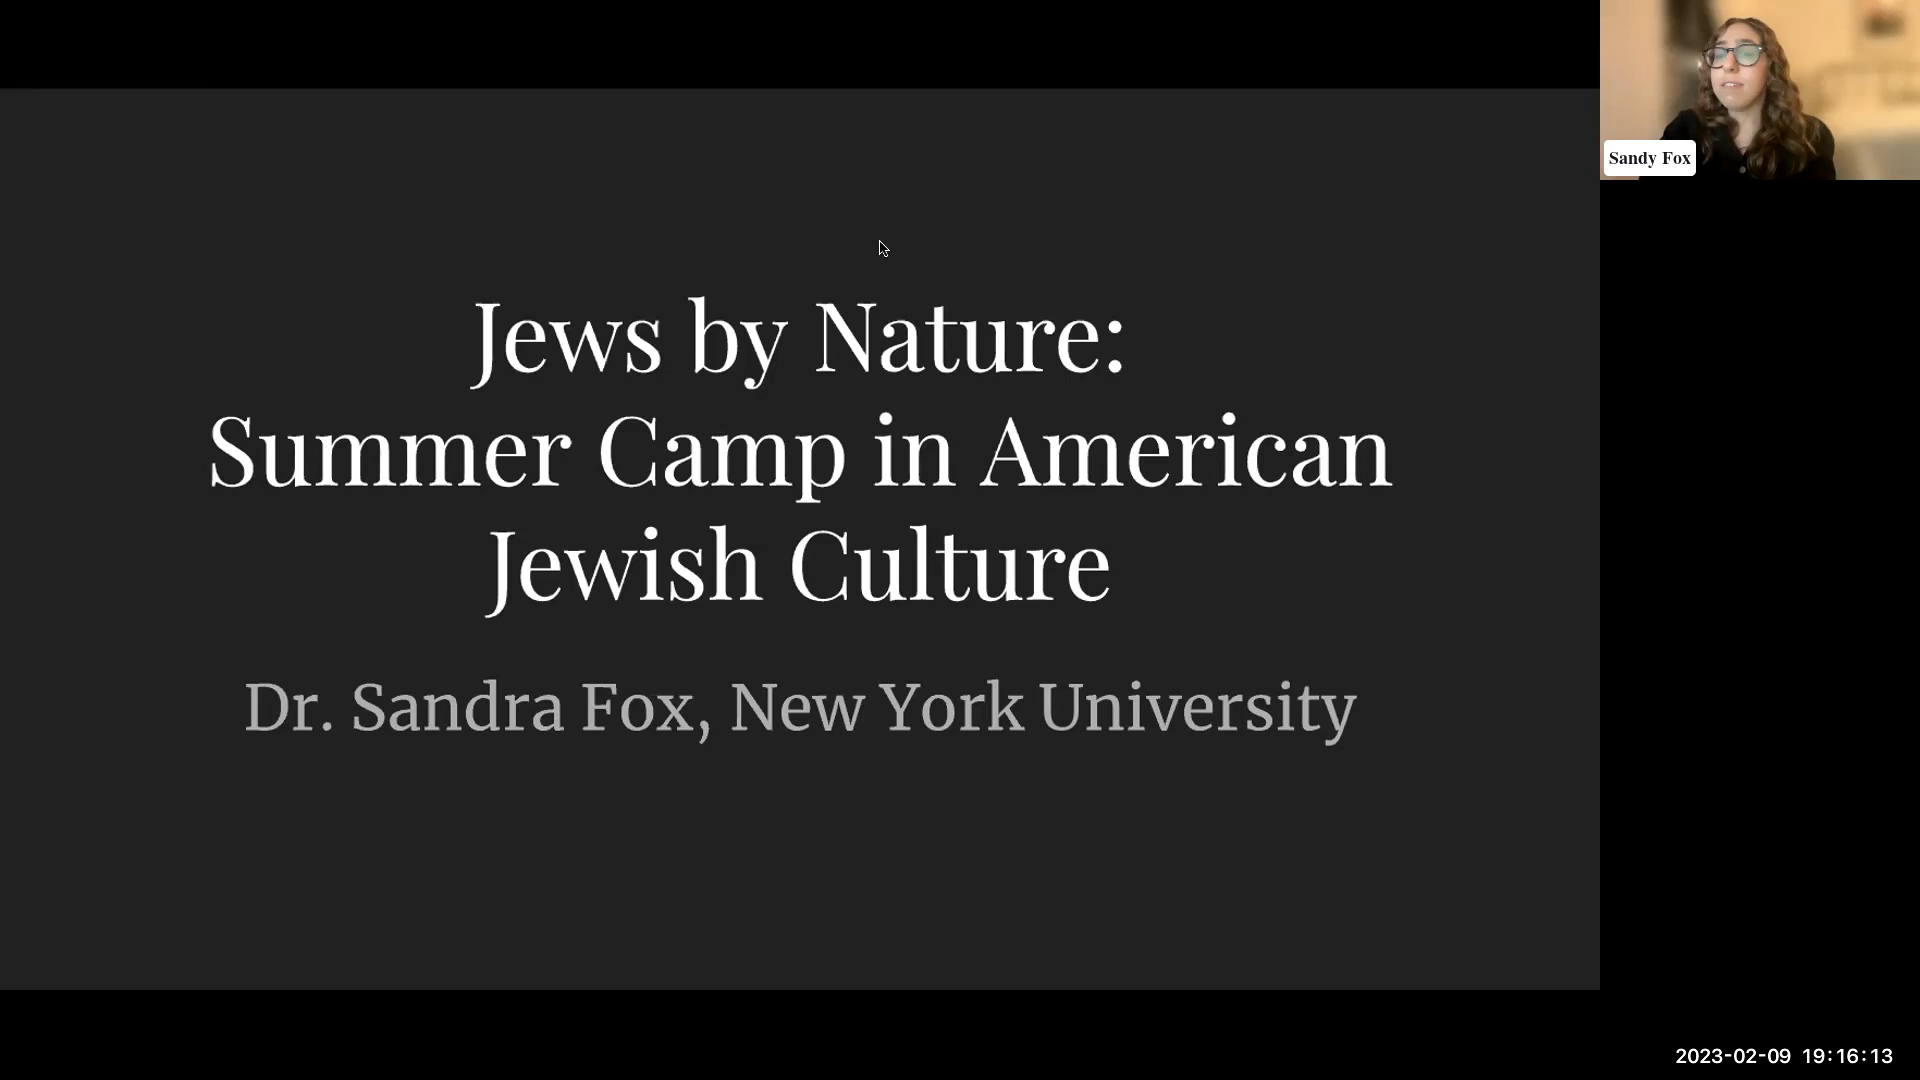 Jews by Nature:
Summer Camp in American
Jewish Culture
Dr. Sandra Fox, New York University
Sandy Fox
2023-02-09 19:16:13